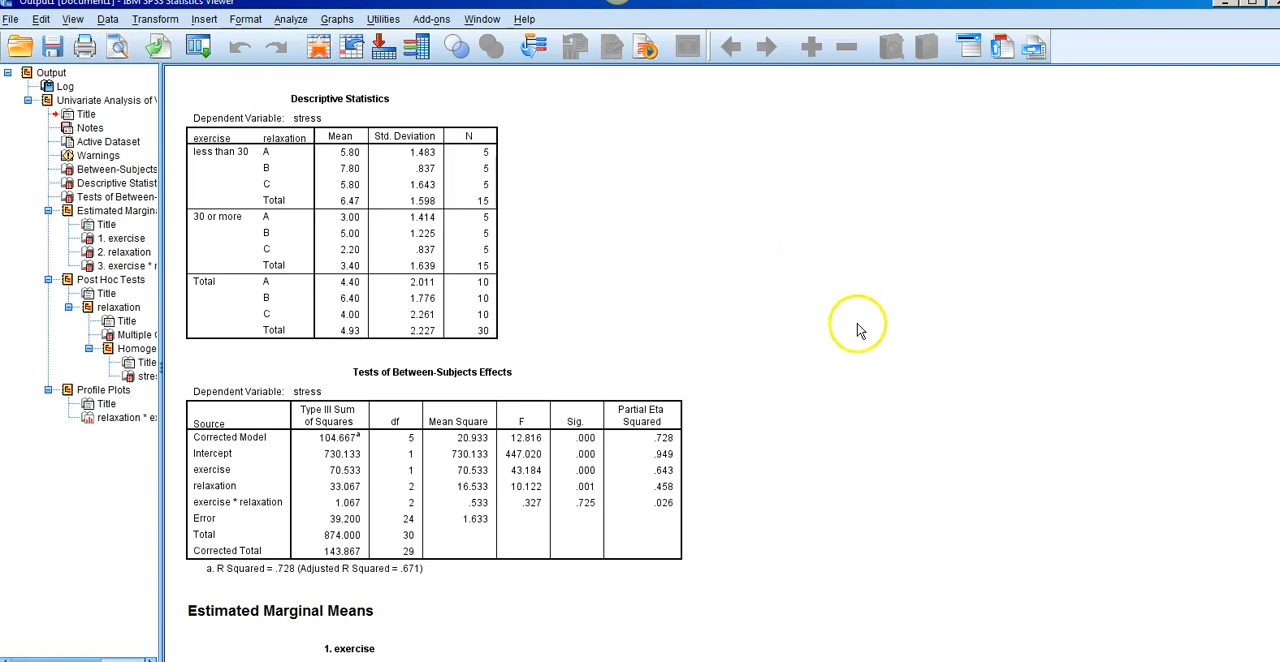 Output1 [Document1] - IBM SPSS Statistics Viewer
File Edit View Data Transform Insert Format Analyze Graphs Utilities Add-ons Window Help
Output
Log
Univariate Analysis of V
Title
Notes
Active Dataset
Warnings
Between-Subjects
Descriptive Statist
Tests of Between-
Estimated Margin
Title
1. exercise
2. relaxation
3. exercise * r
Post Hoc Tests
Title
relaxation
Title
Multiple C
Homoge
Title
stre
Profile Plots
Title
relaxation * e
Descriptive Statistics
Dependent Variable: stress
exercise relaxation Mean Std. Deviation N
less than 30 A 5.80 1.483 5
B 7.80 .837 5
C 5.80 1.643 5
Total 6.47 1.598 15
30 or more A 3.00 1.414 5
B 5.00 1.225 5
C 2.20 .837 5
Total 3.40 1.639 15
Total A 4.40 2.011 10
B 6.40 1.776 10
C 4.00 2.261 10
Total 4.93 2.227 30
Tests of Between-Subjects Effects
Dependent Variable: stress
Source Type III Sum of Squares df Mean Square F Sig. Partial Eta Squared
Corrected Model 104.667a 5 20.933 12.816 .000 .728
Intercept 730.133 1 730.133 447.020 .000 .949
exercise 70.533 1 70.533 43.184 .000 .643
relaxation 33.067 2 16.533 10.122 .001 .458
exercise * relaxation 1.067 2 .533 .327 .725 .026
Error 39.200 24 1.633
Total 874.000 30
Corrected Total 143.867 29
a. R Squared = .728 (Adjusted R Squared = .671)
Estimated Marginal Means
1. exercise